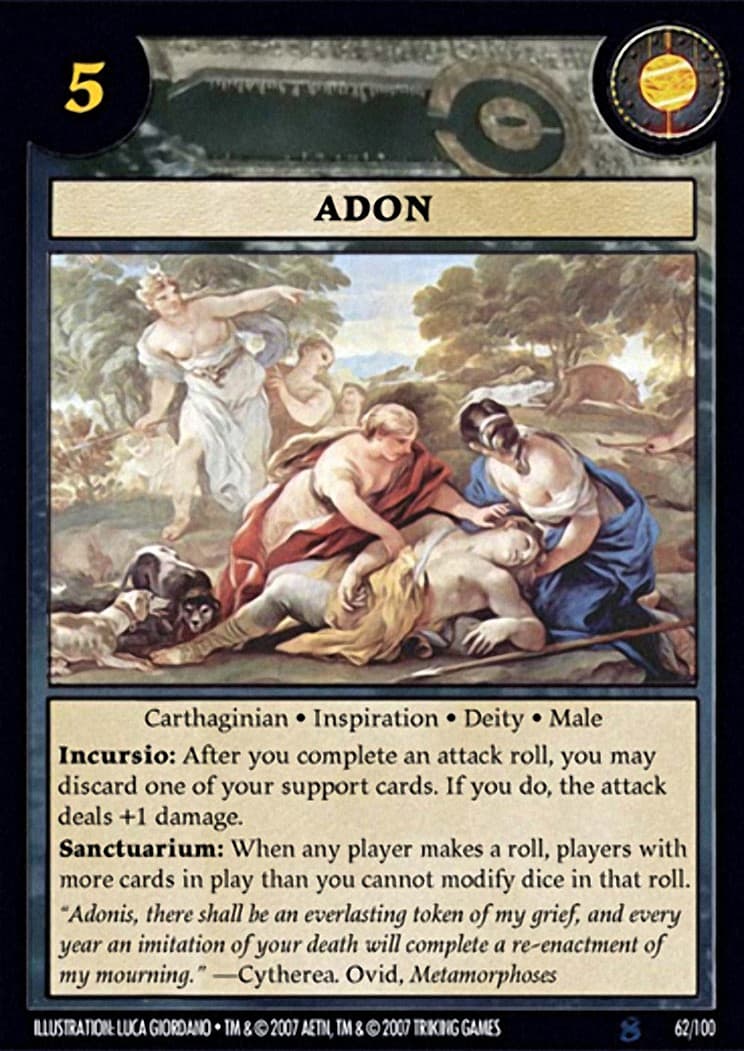 5
ADON
Carthaginian • Inspiration • Deity • Male
Incursio: After you complete an attack roll, you may
discard one of your support cards. If you do, the attack
deals +1 damage.
Sanctuarium: When any player makes a roll, players with
more cards in play than you cannot modify dice in that roll.
“Adonis, there shall be an everlasting token of my grief, and every
year an imitation of your death will complete a re-enactment of
my mourning.” —Cytherea. Ovid, Metamorphoses
ILLUSTRATION: LUCA GIORDANO • TM & © 2007 AETN, TM & © 2007 TRIKING GAMES 8 62/100